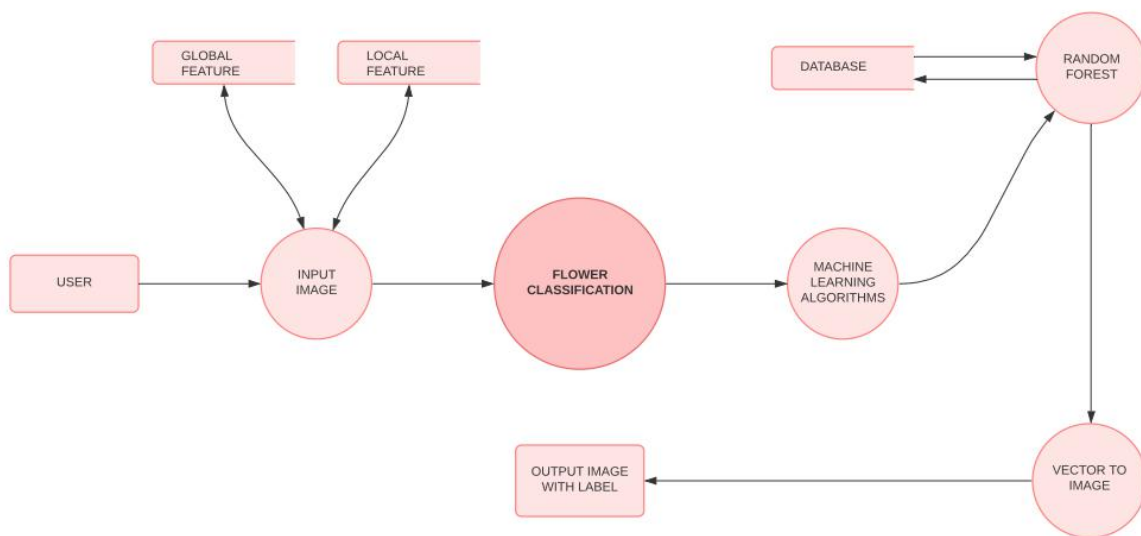 GLOBAL
FEATURE
LOCAL
FEATURE
DATABASE
RANDOM
FOREST
USER
INPUT
IMAGE
FLOWER
CLASSIFICATION
MACHINE
LEARNING
ALGORITHMS
OUTPUT IMAGE
WITH LABEL
VECTOR TO
IMAGE